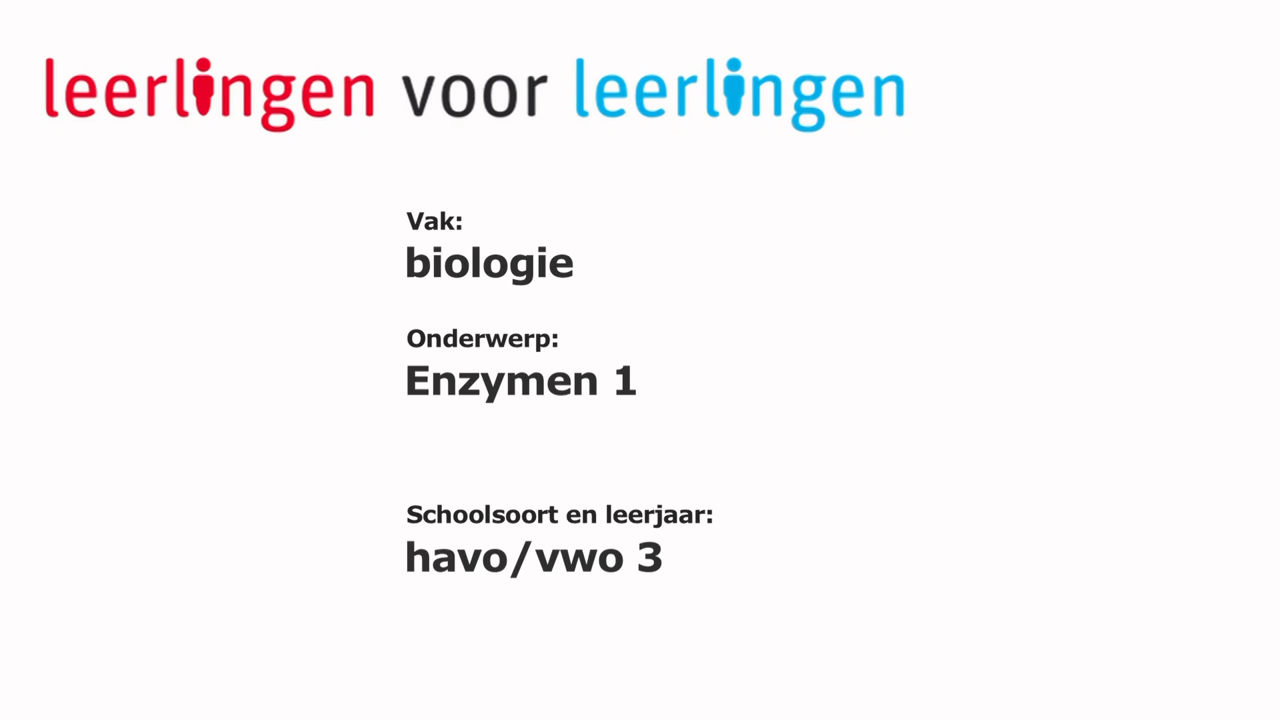 leerlingen voor leerlingen
Vak:
biologie
Onderwerp:
Enzymen 1
Schoolsoort en leerjaar:
havo/vwo 3